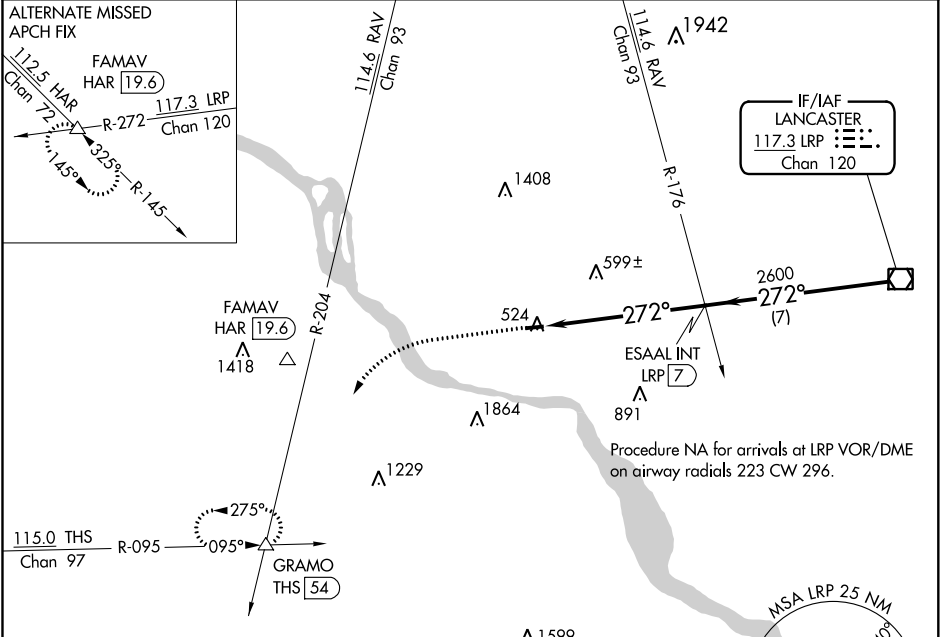 ALTERNATE MISSED
APCH FIX
112.5 HAR
Chan 72
FAMAV
HAR 19.6
117.3 LRP
R-272
Chan 120
325°
145°
R-145
114.6 RAV
Chan 93
R-204
114.6 RAV
Chan 93
R-176
1942
IF/IAF
LANCASTER
117.3 LRP
Chan 120
1408
599±
2600
272°
(7)
272°
524
ESAAL INT
LRP 7
891
FAMAV
HAR 19.6
1418
1864
1229
Procedure NA for arrivals at LRP VOR/DME
on airway radials 223 CW 296.
275°
095°
115.0 THS
R-095
Chan 97
GRAMO
THS 54
MSA LRP 25 NM
1599